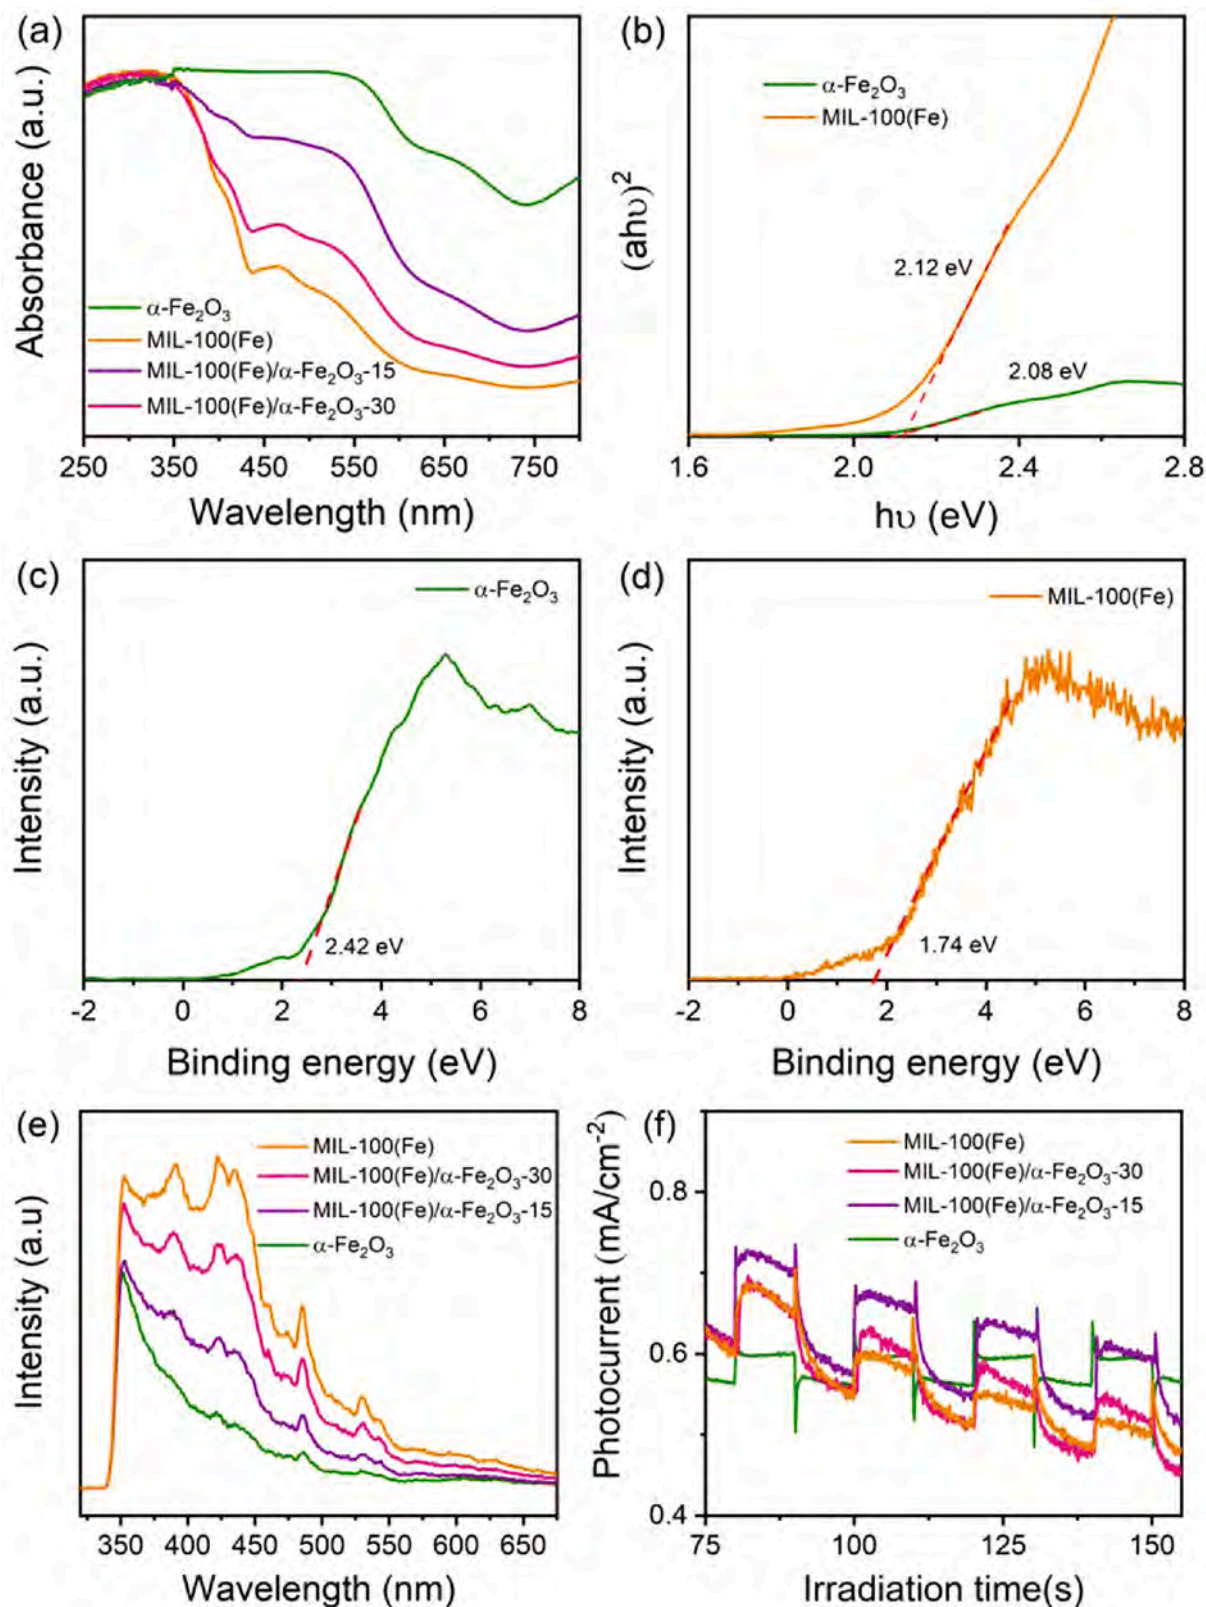 (a)
Absorbance (a.u.)
α-Fe₂O₃
MIL-100(Fe)
MIL-100(Fe)/α-Fe₂O₃-15
MIL-100(Fe)/α-Fe₂O₃-30
250 350 450 550 650 750
Wavelength (nm)
(b)
(ahυ)²
α-Fe₂O₃
MIL-100(Fe)
2.12 eV
2.08 eV
1.6 2.0 2.4 2.8
hυ (eV)
(c)
Intensity (a.u.)
α-Fe₂O₃
2.42 eV
-2 0 2 4 6 8
Binding energy (eV)
(d)
Intensity (a.u.)
MIL-100(Fe)
1.74 eV
-2 0 2 4 6 8
Binding energy (eV)
(e)
Intensity (a.u)
MIL-100(Fe)
MIL-100(Fe)/α-Fe₂O₃-30
MIL-100(Fe)/α-Fe₂O₃-15
α-Fe₂O₃
350 400 450 500 550 600 650
Wavelength (nm)
(f)
Photocurrent (mA/cm⁻²)
MIL-100(Fe)
MIL-100(Fe)/α-Fe₂O₃-30
MIL-100(Fe)/α-Fe₂O₃-15
α-Fe₂O₃
0.8
0.6
0.4
75 100 125 150
Irradiation time(s)